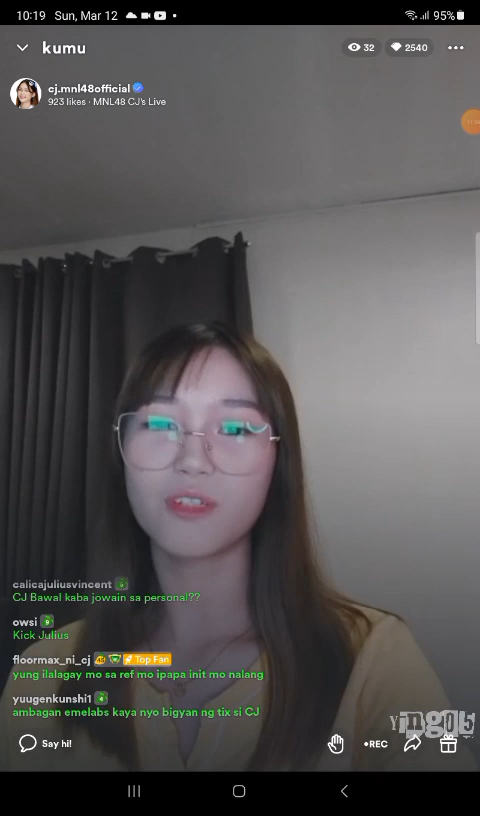 10:19 Sun, Mar 12 95%
kumu 32 2540
cj.mnl48official
923 likes · MNL48 CJ's Live
calicajuliusvincent
CJ Bawal kaba jowain sa personal??
owsi 9
Kick Julius
floormax_ni_cj Top Fan
yung ilalagay mo sa ref mo ipapa init mo nalang
yuugenkunshi1 4
ambagan emelabs kaya nyo bigyan ng tix si CJ
Say hi! •REC